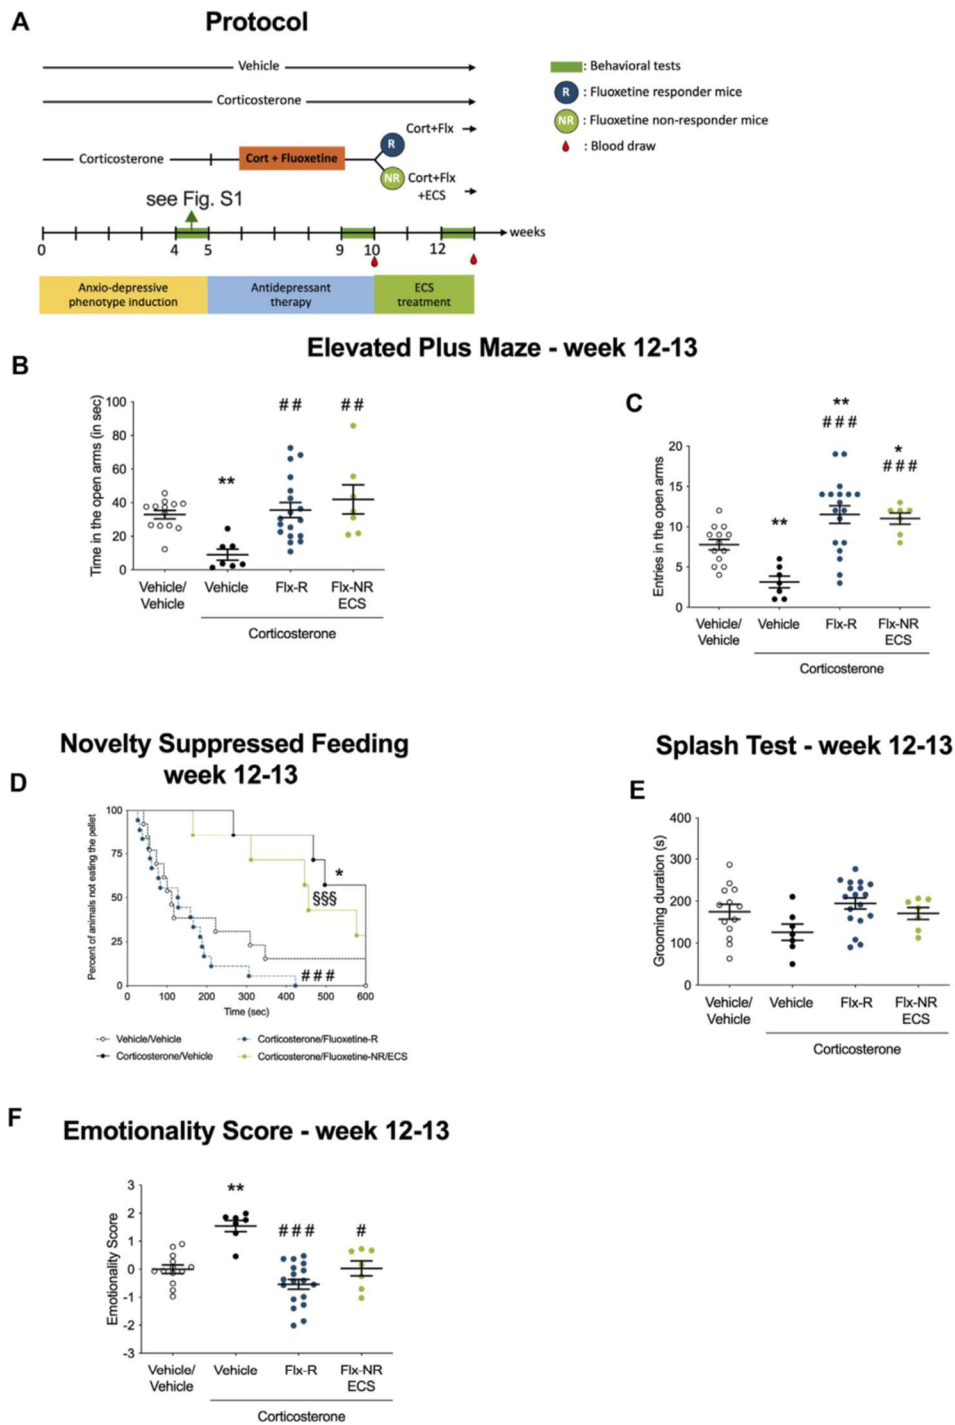 A
Protocol
Vehicle
Corticosterone
Corticosterone
Cort + Fluoxetine
R
Cort+Flx
NR
Cort+Flx
+ECS
: Behavioral tests
R : Fluoxetine responder mice
NR : Fluoxetine non-responder mice
: Blood draw
see Fig. S1
weeks
0 4 5 9 10 12
Anxio-depressive
phenotype induction
Antidepressant
therapy
ECS
treatment
Elevated Plus Maze - week 12-13
B
Time in the open arms (in sec)
100
80
60
40
20
0
**
##
##
Vehicle/
Vehicle
Vehicle
Flx-R
Flx-NR
ECS
Corticosterone
C
Entries in the open arms
20
15
10
5
0
**
**
###
*
###
Vehicle/
Vehicle
Vehicle
Flx-R
Flx-NR
ECS
Corticosterone
Novelty Suppressed Feeding
week 12-13
D
Percent of animals not eating the pellet
100
75
50
25
0
*
§§§
###
0 100 200 300 400 500 600
Time (sec)
Vehicle/Vehicle
Corticosterone/Vehicle
Corticosterone/Fluoxetine-R
Corticosterone/Fluoxetine-NR/ECS
Splash Test - week 12-13
E
Grooming duration (s)
400
300
200
100
0
Vehicle/
Vehicle
Vehicle
Flx-R
Flx-NR
ECS
Corticosterone
F
Emotionality Score - week 12-13
Emotionality Score
3
2
1
0
-1
-2
-3
**
###
#
Vehicle/
Vehicle
Vehicle
Flx-R
Flx-NR
ECS
Corticosterone